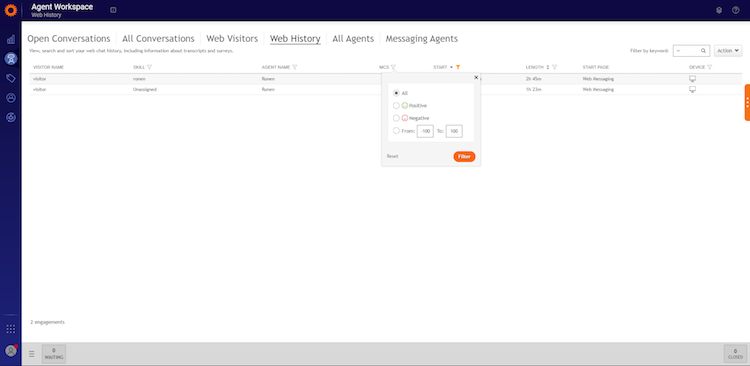 Agent Workspace
Web History
Open Conversations All Conversations Web Visitors Web History All Agents Messaging Agents
View, search and sort your web chat history, including information about transcripts and surveys. Filter by keyword: Action
VISITOR NAME SKILL AGENT NAME MCS START LENGTH START PAGE DEVICE
visitor ronen Ronen 2h 45m Web Messaging
visitor Unassigned Ronen 1h 23m Web Messaging
All
Positive
Negative
From: -100 To: 100
Reset Filter
2 engagements
0 WAITING 0 CLOSED